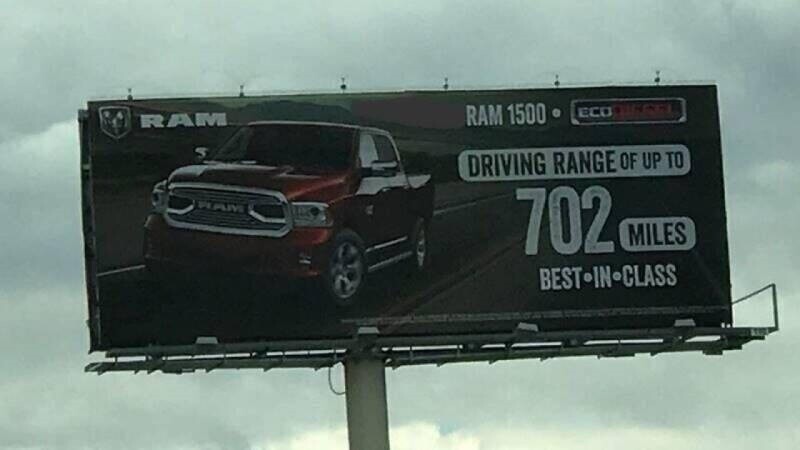 RAM
RAM 1500 • ECODIESEL
DRIVING RANGE OF UP TO
702 MILES
BEST•IN•CLASS
RAM